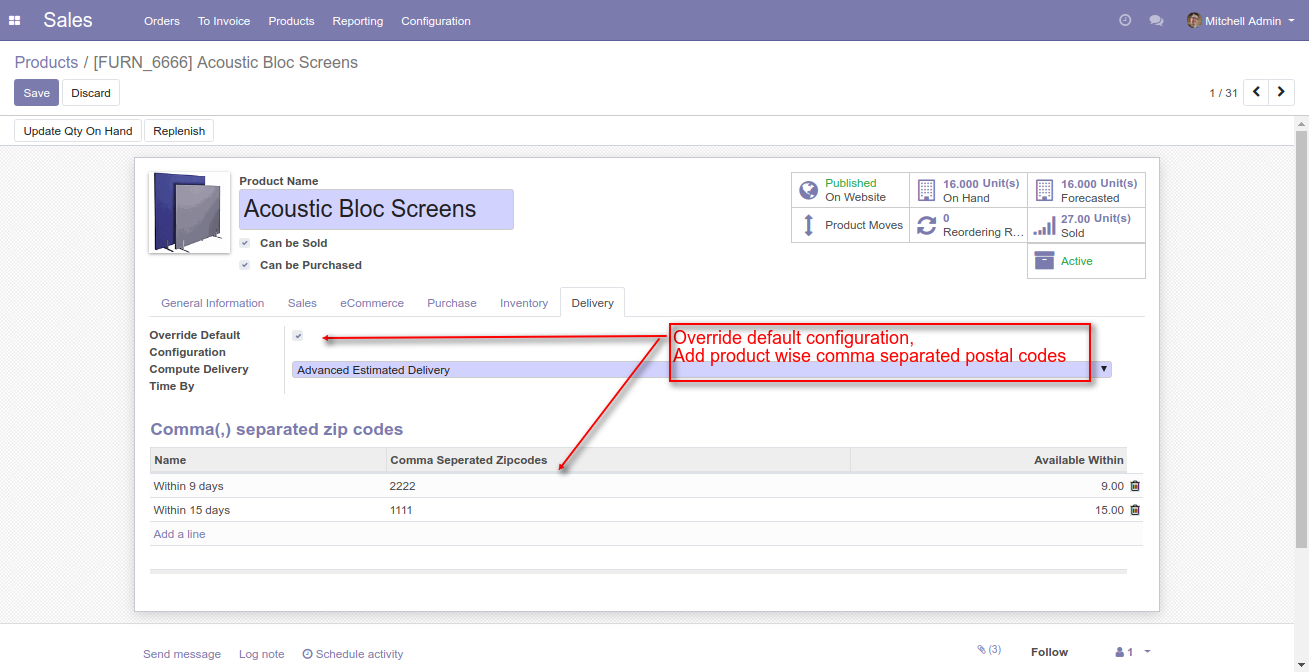 Sales Orders To Invoice Products Reporting Configuration Mitchell Admin
Products / [FURN_6666] Acoustic Bloc Screens
Save Discard 1 / 31
Update Qty On Hand Replenish
Product Name
Acoustic Bloc Screens
Can be Sold
Can be Purchased
Published
On Website
16.000 Unit(s)
On Hand
16.000 Unit(s)
Forecasted
Product Moves
0
Reordering R...
27.00 Unit(s)
Sold
Active
General Information Sales eCommerce Purchase Inventory Delivery
Override Default
Configuration
Compute Delivery
Time By
Advanced Estimated Delivery
Override default configuration,
Add product wise comma separated postal codes
Comma(,) separated zip codes
Name Comma Seperated Zipcodes Available Within
Within 9 days 2222 9.00
Within 15 days 1111 15.00
Add a line
Send message Log note Schedule activity (3) Follow 1